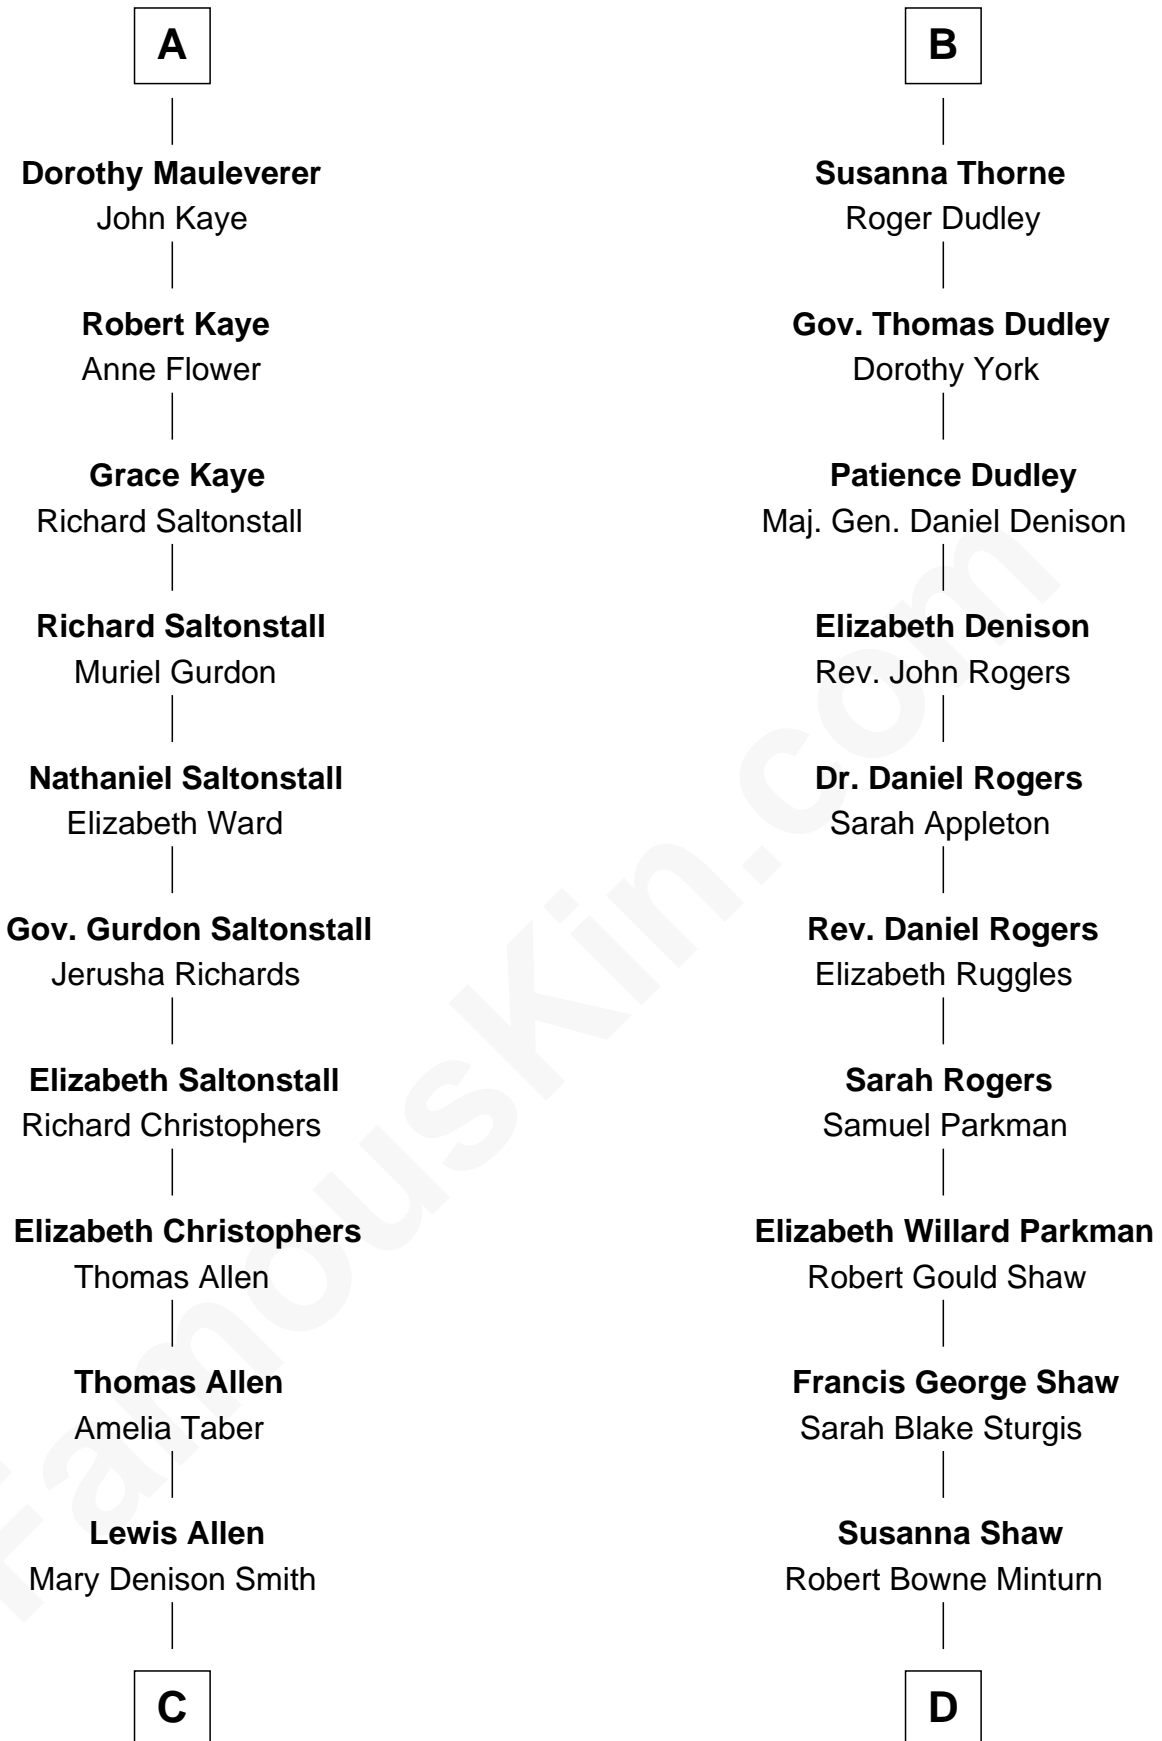 A
Dorothy Mauleverer
John Kaye
Robert Kaye
Anne Flower
Grace Kaye
Richard Saltonstall
Richard Saltonstall
Muriel Gurdon
Nathaniel Saltonstall
Elizabeth Ward
Gov. Gurdon Saltonstall
Jerusha Richards
Elizabeth Saltonstall
Richard Christophers
Elizabeth Christophers
Thomas Allen
Thomas Allen
Amelia Taber
Lewis Allen
Mary Denison Smith
C
B
Susanna Thorne
Roger Dudley
Gov. Thomas Dudley
Dorothy York
Patience Dudley
Maj. Gen. Daniel Denison
Elizabeth Denison
Rev. John Rogers
Dr. Daniel Rogers
Sarah Appleton
Rev. Daniel Rogers
Elizabeth Ruggles
Sarah Rogers
Samuel Parkman
Elizabeth Willard Parkman
Robert Gould Shaw
Francis George Shaw
Sarah Blake Sturgis
Susanna Shaw
Robert Bowne Minturn
D
FamousKin.com